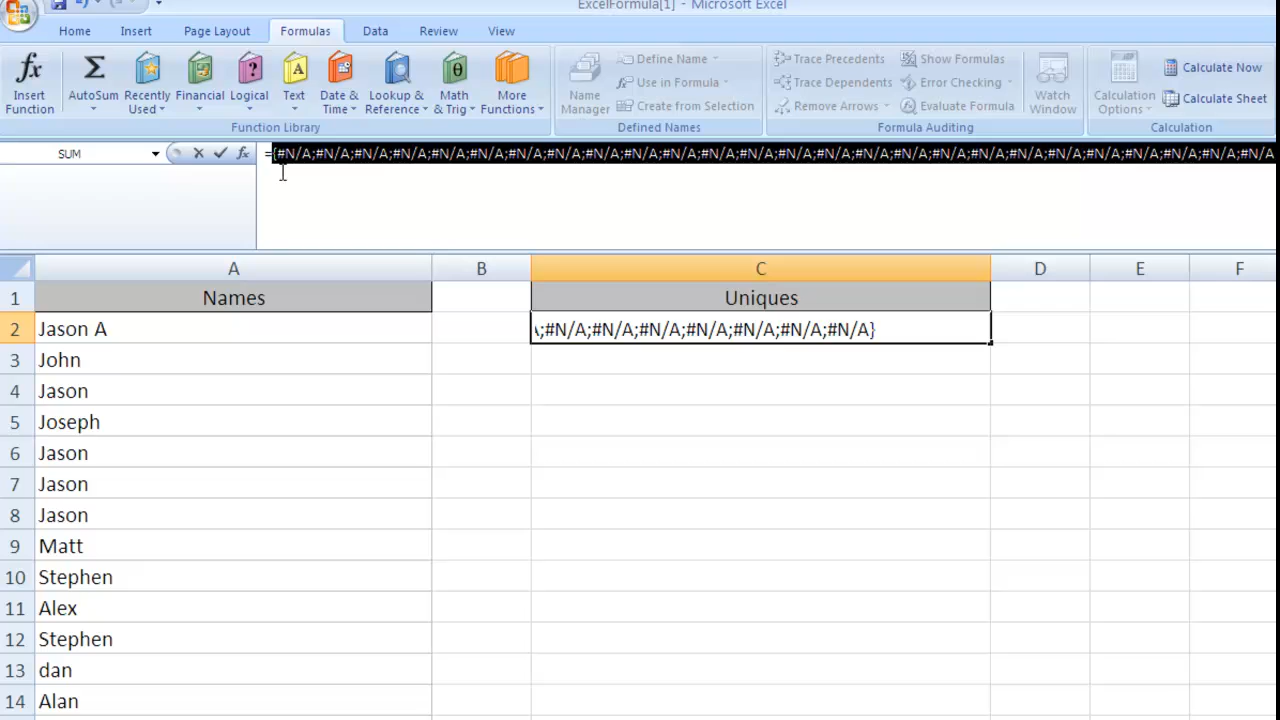 ExcelFormula[1] - Microsoft Excel
Home Insert Page Layout Formulas Data Review View
fx Σ ? A θ
Insert Function AutoSum Recently Used Financial Logical Text Date & Time Lookup & Reference Math & Trig More Functions
Name Manager Define Name Use in Formula Create from Selection
Trace Precedents Trace Dependents Remove Arrows Show Formulas Error Checking Evaluate Formula Watch Window
Calculation Options Calculate Now Calculate Sheet
Function Library Defined Names Formula Auditing Calculation
SUM fx ={#N/A;#N/A;#N/A;#N/A;#N/A;#N/A;#N/A;#N/A;#N/A;#N/A;#N/A;#N/A;#N/A;#N/A;#N/A;#N/A;#N/A;#N/A;#N/A;#N/A;#N/A;#N/A;#N/A;#N/A;#N/A;#N/A
A B C D E F
1 Names Uniques
2 Jason A ;#N/A;#N/A;#N/A;#N/A;#N/A;#N/A;#N/A}
3 John
4 Jason
5 Joseph
6 Jason
7 Jason
8 Jason
9 Matt
10 Stephen
11 Alex
12 Stephen
13 dan
14 Alan